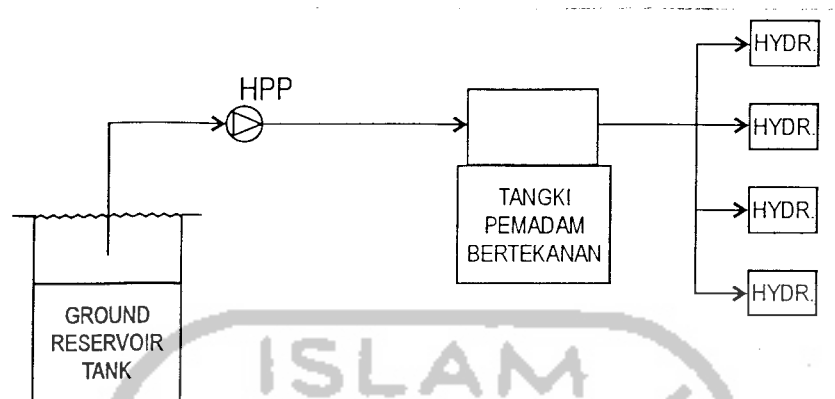 HYDR.
HPP
HYDR.
TANGKI
PEMADAM
BERTEKANAN
HYDR.
HYDR.
GROUND
RESERVOIR
TANK
ISLAM